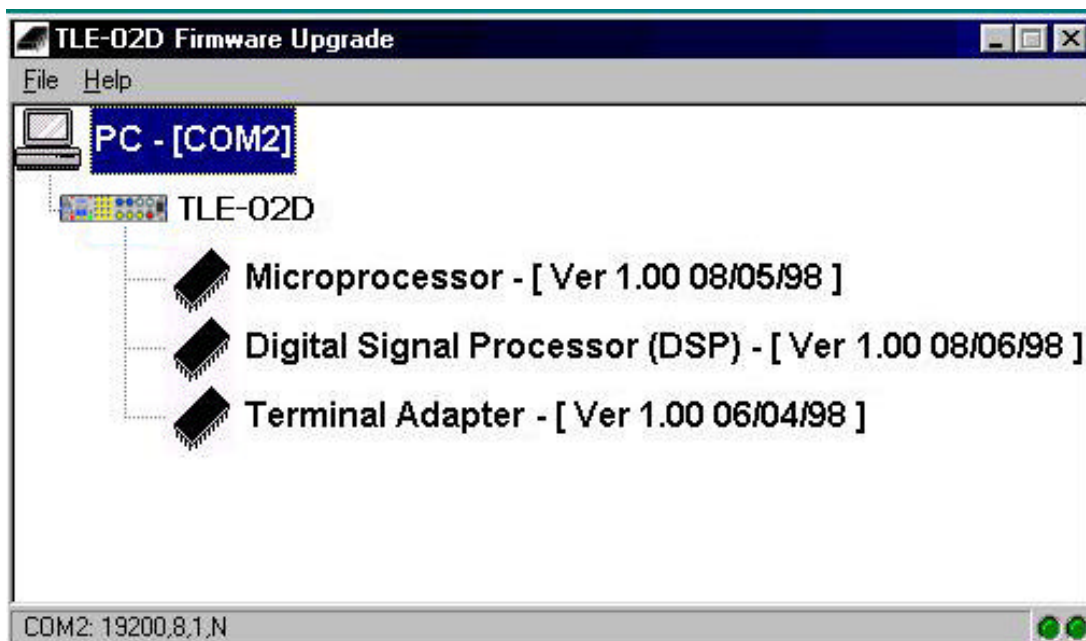 TLE-02D Firmware Upgrade
File Help
PC - [COM2]
TLE-02D
Microprocessor - [ Ver 1.00 08/05/98 ]
Digital Signal Processor (DSP) - [ Ver 1.00 08/06/98 ]
Terminal Adapter - [ Ver 1.00 06/04/98 ]
COM2: 19200,8,1,N